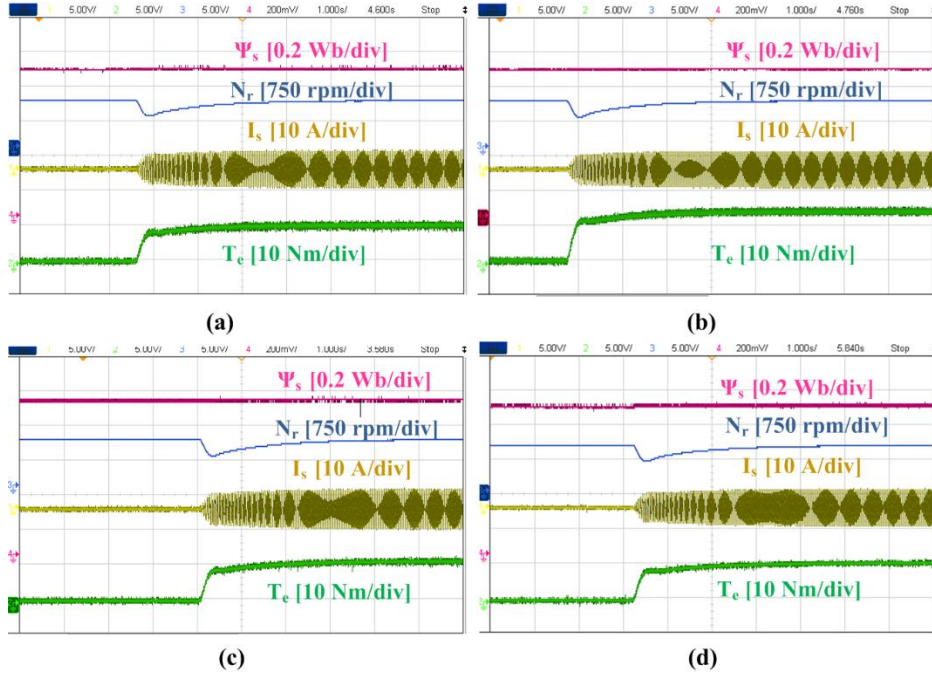 1 5.00V/ 2 5.00V/ 3 5.00V/ 4 200mV/ 1.000s/ 4.600s Stop
Ψs [0.2 Wb/div]
Nr [750 rpm/div]
Is [10 A/div]
Te [10 Nm/div]
(a)
1 5.00V/ 2 5.00V/ 3 5.00V/ 4 200mV/ 1.000s/ 4.760s Stop
Ψs [0.2 Wb/div]
Nr [750 rpm/div]
Is [10 A/div]
Te [10 Nm/div]
(b)
1 5.00V/ 2 5.00V/ 3 5.00V/ 4 200mV/ 1.000s/ 3.580s Stop
Ψs [0.2 Wb/div]
Nr [750 rpm/div]
Is [10 A/div]
Te [10 Nm/div]
(c)
1 5.00V/ 2 5.00V/ 3 5.00V/ 4 200mV/ 1.000s/ 5.840s Stop
Ψs [0.2 Wb/div]
Nr [750 rpm/div]
Is [10 A/div]
Te [10 Nm/div]
(d)